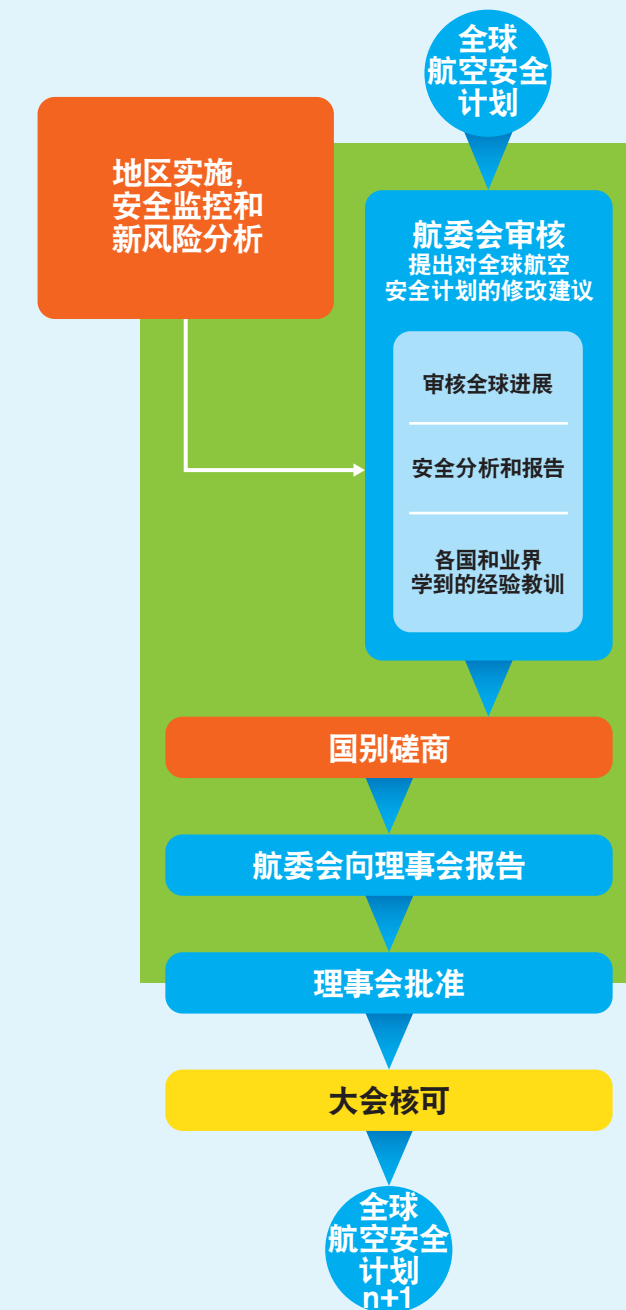 全球
航空安全
计划
地区实施，
安全监控和
新风险分析
航委会审核
提出对全球航空
安全计划的修改建议
审核全球进展
安全分析和报告
各国和业界
学到的经验教训
国别磋商
航委会向理事会报告
理事会批准
大会核可
全球
航空安全
计划
n+1